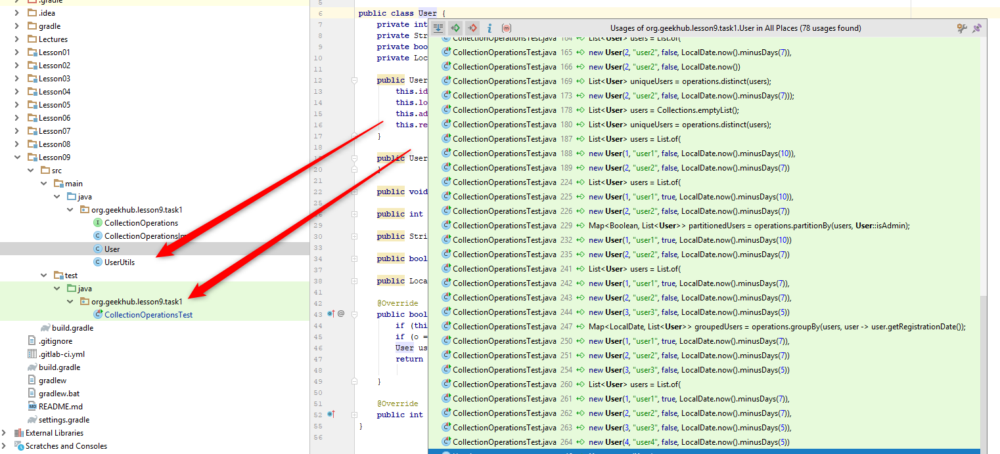 .gradle
.idea
gradle
Lectures
Lesson01
Lesson02
Lesson03
Lesson04
Lesson05
Lesson06
Lesson07
Lesson08
Lesson09
src
main
java
org.geekhub.lesson9.task1
CollectionOperations
CollectionOperationsIm
User
UserUtils
test
java
org.geekhub.lesson9.task1
CollectionOperationsTest
build.gradle
.gitignore
.gitlab-ci.yml
build.gradle
gradlew
gradlew.bat
README.md
settings.gradle
External Libraries
Scratches and Consoles
5
6 public class User {
7 private int
8 private Str
9 private boo
10 private Loc
11
12 public User
13 this.id
14 this.lo
15 this.ad
16 this.re
17 }
18
public User
20
21
22 public void
25
26 public int
29
30 public Stri
33
34 public bool
37
38 public Loca
41
42 @Override
43 @ public bool
44 if (thi
45 if (o =
46 User us
47 return
48
49 }
50
51 @Override
52 public int
55 }
56
Usages of org.geekhub.lesson9.task1.User in All Places (78 usages found)
CollectionOperationsTest.java 164 List<User> users = List.of(
CollectionOperationsTest.java 165 new User(2, "user2", false, LocalDate.now().minusDays(7)),
CollectionOperationsTest.java 166 new User(2, "user2", false, LocalDate.now())
CollectionOperationsTest.java 169 List<User> uniqueUsers = operations.distinct(users);
CollectionOperationsTest.java 173 new User(2, "user2", false, LocalDate.now().minusDays(7)));
CollectionOperationsTest.java 178 List<User> users = Collections.emptyList();
CollectionOperationsTest.java 180 List<User> uniqueUsers = operations.distinct(users);
CollectionOperationsTest.java 187 List<User> users = List.of(
CollectionOperationsTest.java 188 new User(1, "user1", false, LocalDate.now().minusDays(10)),
CollectionOperationsTest.java 189 new User(2, "user2", false, LocalDate.now().minusDays(7))
CollectionOperationsTest.java 224 List<User> users = List.of(
CollectionOperationsTest.java 225 new User(1, "user1", true, LocalDate.now().minusDays(10)),
CollectionOperationsTest.java 226 new User(2, "user2", false, LocalDate.now().minusDays(7))
CollectionOperationsTest.java 229 Map<Boolean, List<User>> partitionedUsers = operations.partitionBy(users, User::isAdmin);
CollectionOperationsTest.java 232 new User(1, "user1", true, LocalDate.now().minusDays(10))
CollectionOperationsTest.java 235 new User(2, "user2", false, LocalDate.now().minusDays(7))
CollectionOperationsTest.java 241 List<User> users = List.of(
CollectionOperationsTest.java 242 new User(1, "user1", true, LocalDate.now().minusDays(7)),
CollectionOperationsTest.java 243 new User(2, "user2", false, LocalDate.now().minusDays(7)),
CollectionOperationsTest.java 244 new User(3, "user3", false, LocalDate.now().minusDays(5))
CollectionOperationsTest.java 247 Map<LocalDate, List<User>> groupedUsers = operations.groupBy(users, user -> user.getRegistrationDate());
CollectionOperationsTest.java 250 new User(1, "user1", true, LocalDate.now().minusDays(7)),
CollectionOperationsTest.java 251 new User(2, "user2", false, LocalDate.now().minusDays(7))
CollectionOperationsTest.java 254 new User(3, "user3", false, LocalDate.now().minusDays(5))
CollectionOperationsTest.java 260 List<User> users = List.of(
CollectionOperationsTest.java 261 new User(1, "user1", true, LocalDate.now().minusDays(7)),
CollectionOperationsTest.java 262 new User(2, "user2", false, LocalDate.now().minusDays(7)),
CollectionOperationsTest.java 263 new User(3, "user3", false, LocalDate.now().minusDays(5)),
CollectionOperationsTest.java 264 new User(4, "user4", false, LocalDate.now().minusDays(5))